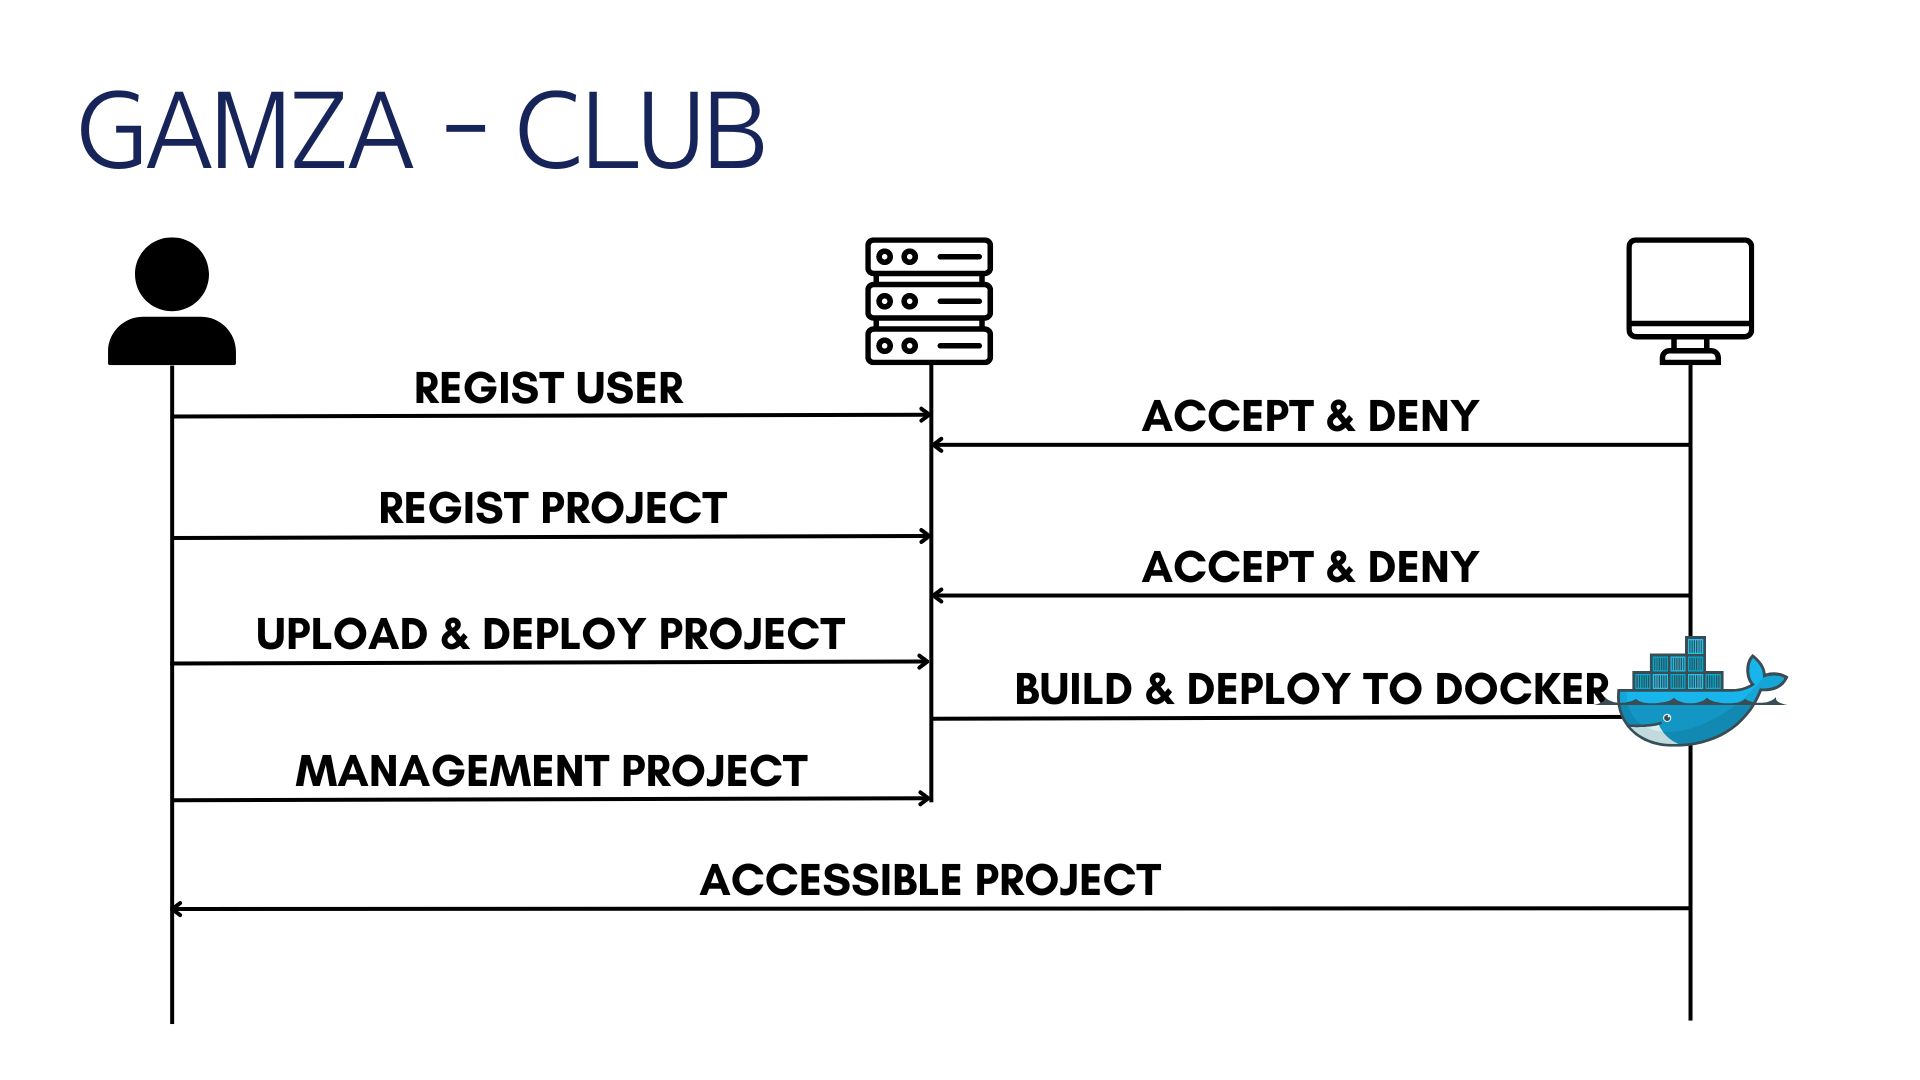 GAMZA - CLUB
REGIST USER
ACCEPT & DENY
REGIST PROJECT
ACCEPT & DENY
UPLOAD & DEPLOY PROJECT
BUILD & DEPLOY TO DOCKER
MANAGEMENT PROJECT
ACCESSIBLE PROJECT